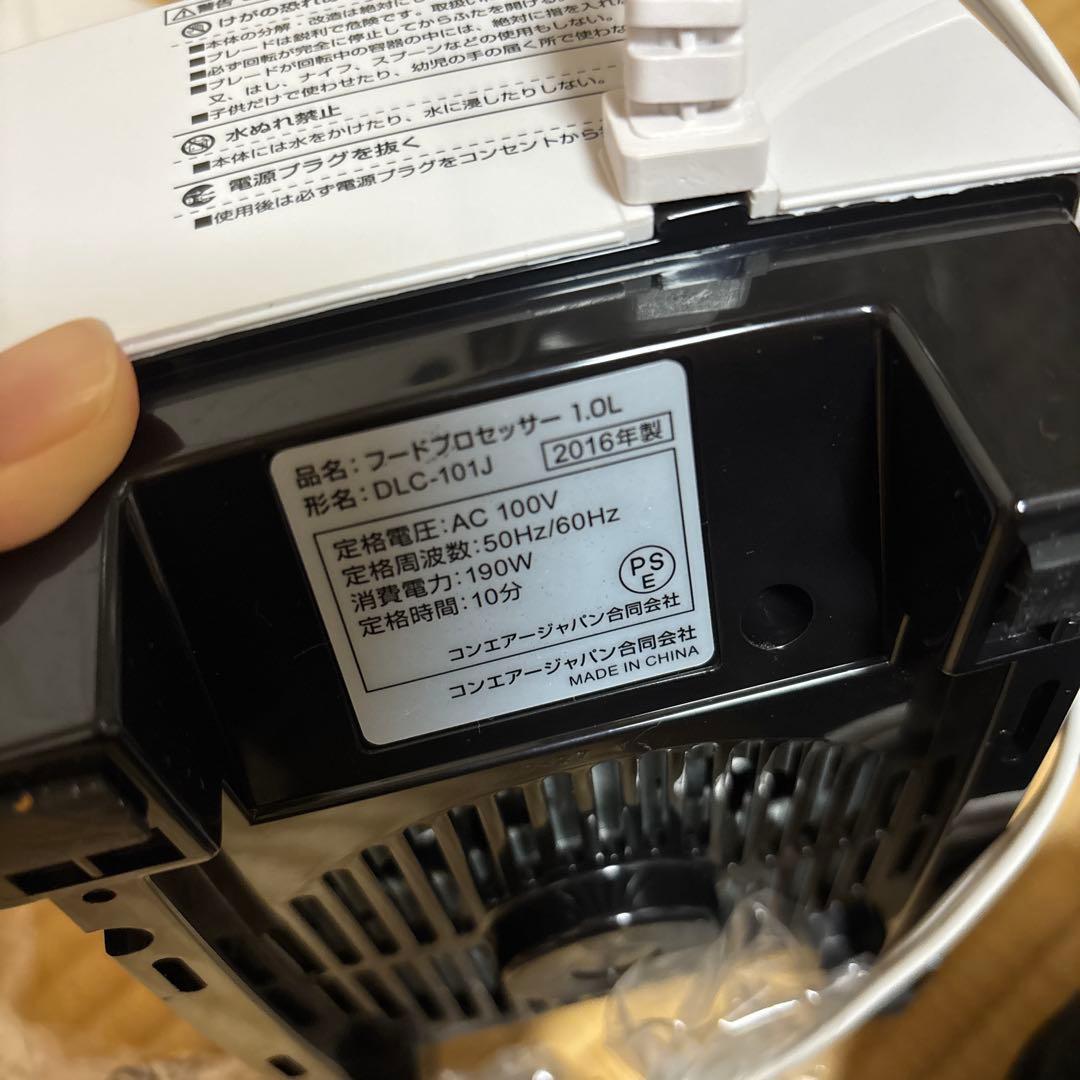 ⚠警告
けがの恐れ
■本体の分解・改造は絶対にし
■ブレードは鋭利で危険です。取扱い
■必ず回転が完全に停止してからふたを開ける
■ブレードが回転中の容器の中には、絶対に指を入れた
又、はし、ナイフ、スプーンなどの使用もしない。
■子供だけで使わせたり、幼児の手の届く所で使わな
水ぬれ禁止
■本体には水をかけたり、水に浸したりしない。
電源プラグを抜く
■使用後は必ず電源プラグをコンセントから
品名:フードプロセッサー 1.0L
形名:DLC-101J 2016年製
定格電圧:AC 100V
定格周波数:50Hz/60Hz
消費電力:190W
定格時間:10分
PS
E
コンエアージャパン合同会社
コンエアージャパン合同会社
MADE IN CHINA